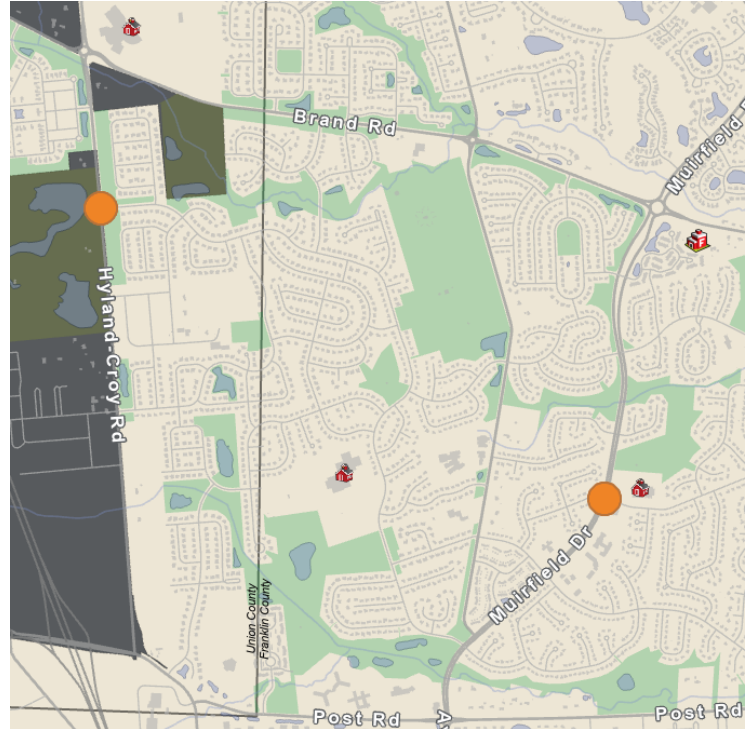 Brand Rd
Muirfield
Hyland-Croy Rd
Muirfield Dr
Union County
Franklin County
Post Rd
Post Rd
A